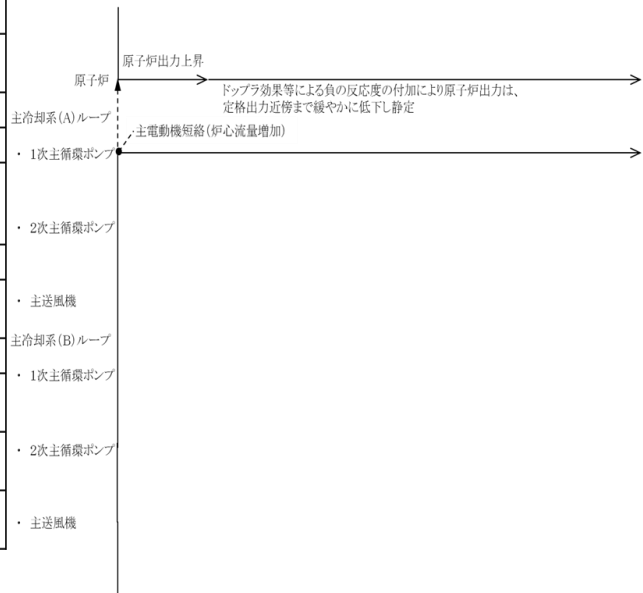 原子炉出力上昇
原子炉
ドップラ効果等による負の反応度の付加により原子炉出力は、
定格出力近傍まで緩やかに低下し静定
主冷却系(A)ループ
主電動機短絡(炉心流量増加)
・ 1次主循環ポンプ
・ 2次主循環ポンプ
・ 主送風機
主冷却系(B)ループ
・ 1次主循環ポンプ
・ 2次主循環ポンプ
・ 主送風機